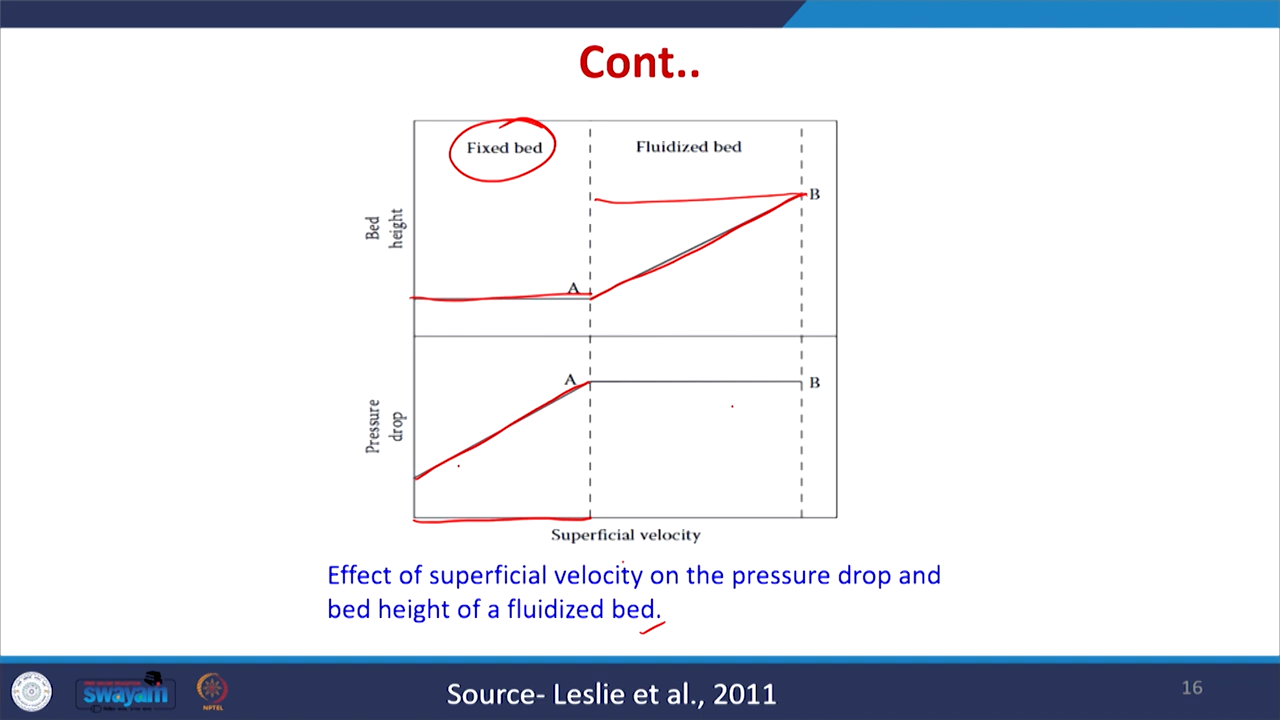 Cont..
Fixed bed
Fluidized bed
Bed
height
A
B
Pressure
drop
A
B
Superficial velocity
Effect of superficial velocity on the pressure drop and
bed height of a fluidized bed.
swayam
NPTEL
Source- Leslie et al., 2011
16